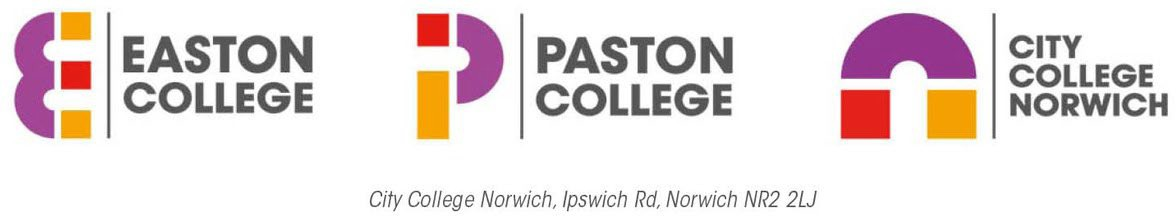 EASTON
COLLEGE
PASTON
COLLEGE
CITY
COLLEGE
NORWICH
City College Norwich, Ipswich Rd, Norwich NR2 2LJ